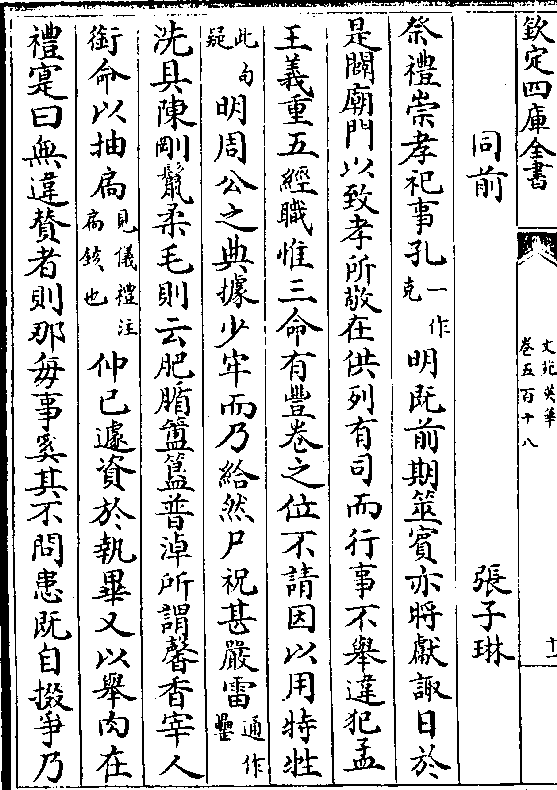 欽定四庫全書
文苑英華
卷五百十八
十
同前
張子琳
祭禮崇孝祀事孔一作克明既前期筮賓亦將獻諏日於
是闢廟門以致孝所敬在供列有司而行事不舉違犯孟
王義重五經職惟三命有豐卷之位不請因以用特牲
此句疑明周公之典據少牢而乃給然尸祝甚嚴雷通作罍
洗具陳剛鬣柔毛則云肥腯簠簋普淖所謂馨香宰人
銜命以抽扃見儀禮注扃鉉也仲已遽資於執畢又以舉肉在
禮寔曰無違賛者則那每事奚其不問患既自掇爭乃